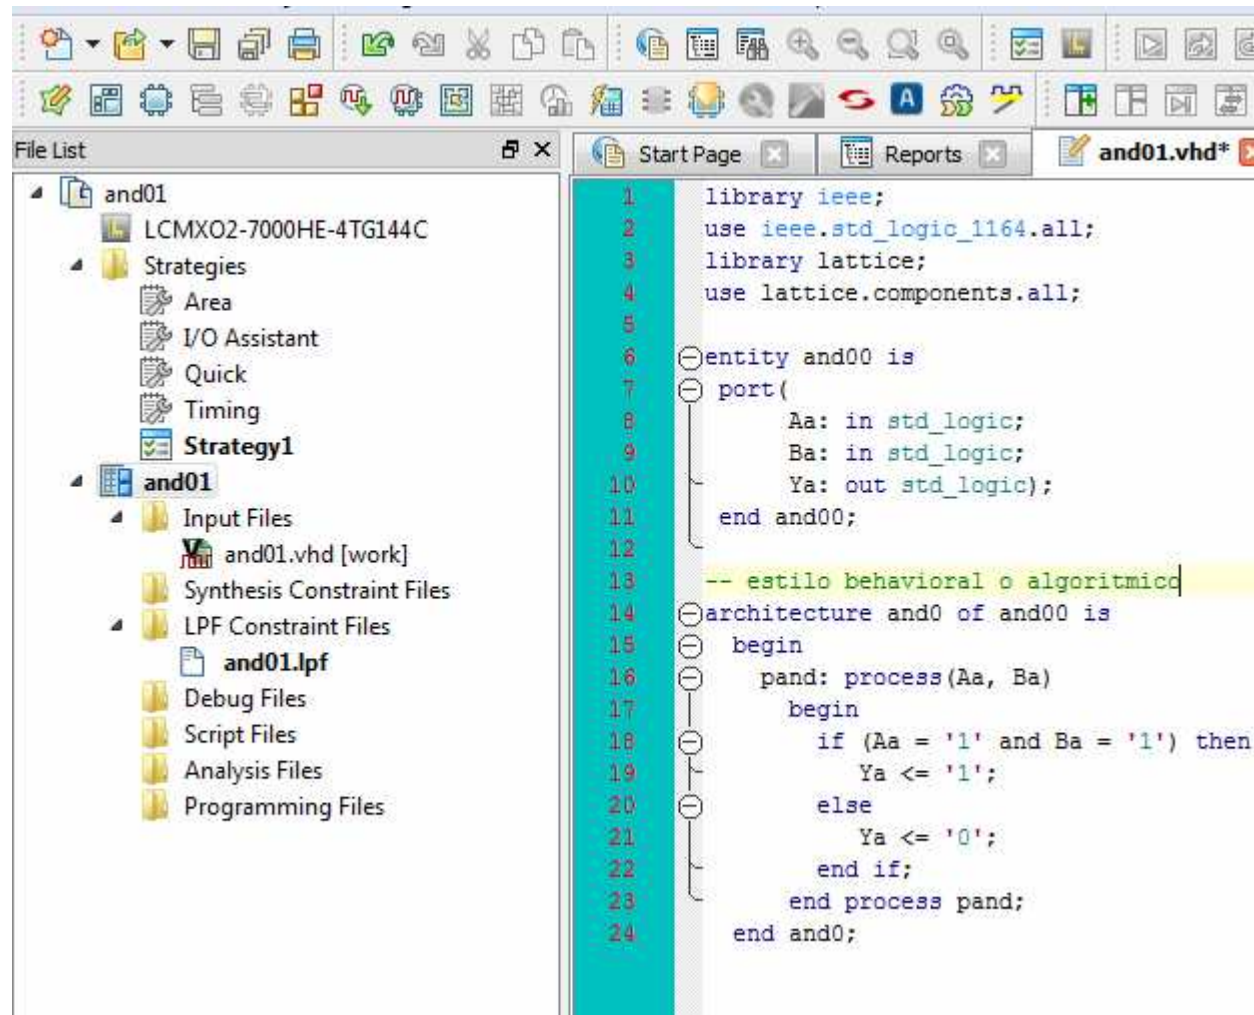 File List
and01
LCMXO2-7000HE-4TG144C
Strategies
Area
I/O Assistant
Quick
Timing
Strategy1
and01
Input Files
and01.vhd [work]
Synthesis Constraint Files
LPF Constraint Files
and01.lpf
Debug Files
Script Files
Analysis Files
Programming Files
Start Page
Reports
and01.vhd*
1 library ieee;
2 use ieee.std_logic_1164.all;
3 library lattice;
4 use lattice.components.all;
5
6 entity and00 is
7 port(
8 Aa: in std_logic;
9 Ba: in std_logic;
10 Ya: out std_logic);
11 end and00;
12
13 -- estilo behavioral o algoritmico
14 architecture and0 of and00 is
15 begin
16 pand: process(Aa, Ba)
17 begin
18 if (Aa = '1' and Ba = '1') then
19 Ya <= '1';
20 else
21 Ya <= '0';
22 end if;
23 end process pand;
24 end and0;